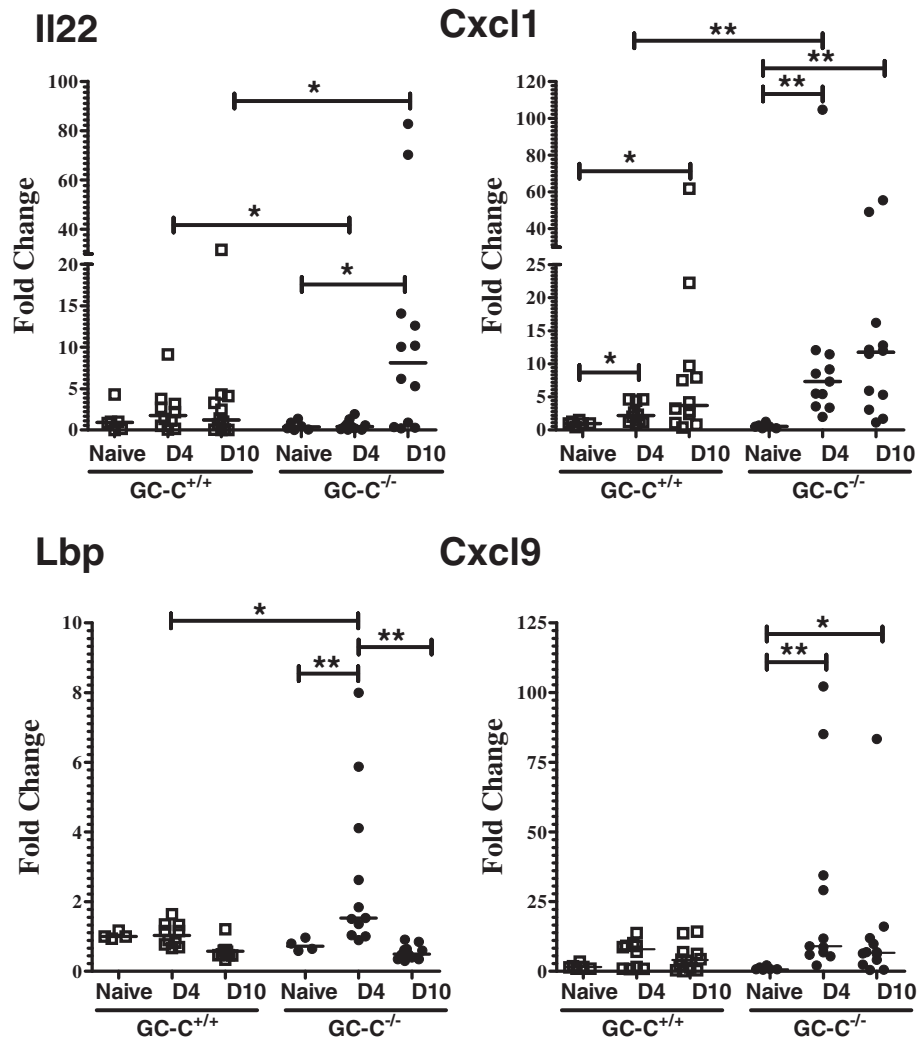 Il22
Cxcl1
**
**
**
*
*
*
*
*
Fold Change
100
80
60
40
20
15
10
5
0
Naive D4 D10 Naive D4 D10
GC-C+/+ GC-C-/-
Fold Change
120
100
80
60
40
25
20
15
10
5
0
Naive D4 D10 Naive D4 D10
GC-C+/+ GC-C-/-
Lbp
Cxcl9
*
**
**
*
**
Fold Change
10
8
6
4
2
0
Naive D4 D10 Naive D4 D10
GC-C+/+ GC-C-/-
Fold Change
125
100
75
50
25
0
Naive D4 D10 Naive D4 D10
GC-C+/+ GC-C-/-